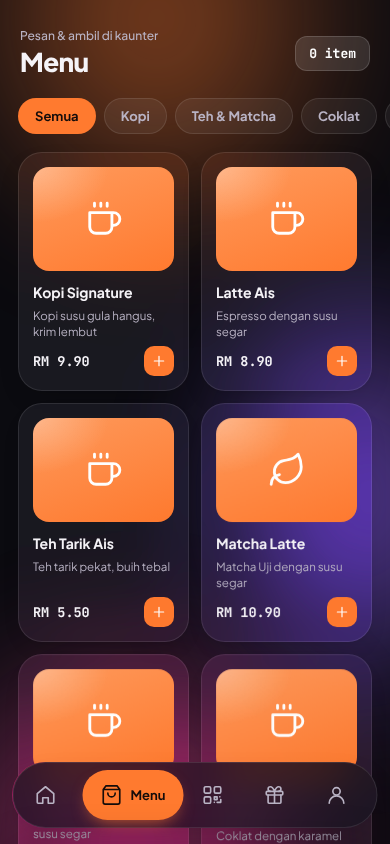 Pesan & ambil di kaunter
Menu
0 item
Semua
Kopi
Teh & Matcha
Coklat
Kopi Signature
Kopi susu gula hangus,
krim lembut
RM 9.90
Latte Ais
Espresso dengan susu
segar
RM 8.90
Teh Tarik Ais
Teh tarik pekat, buih tebal
RM 5.50
Matcha Latte
Matcha Uji dengan susu
segar
RM 10.90
Menu
susu segar
Coklat dengan karamel